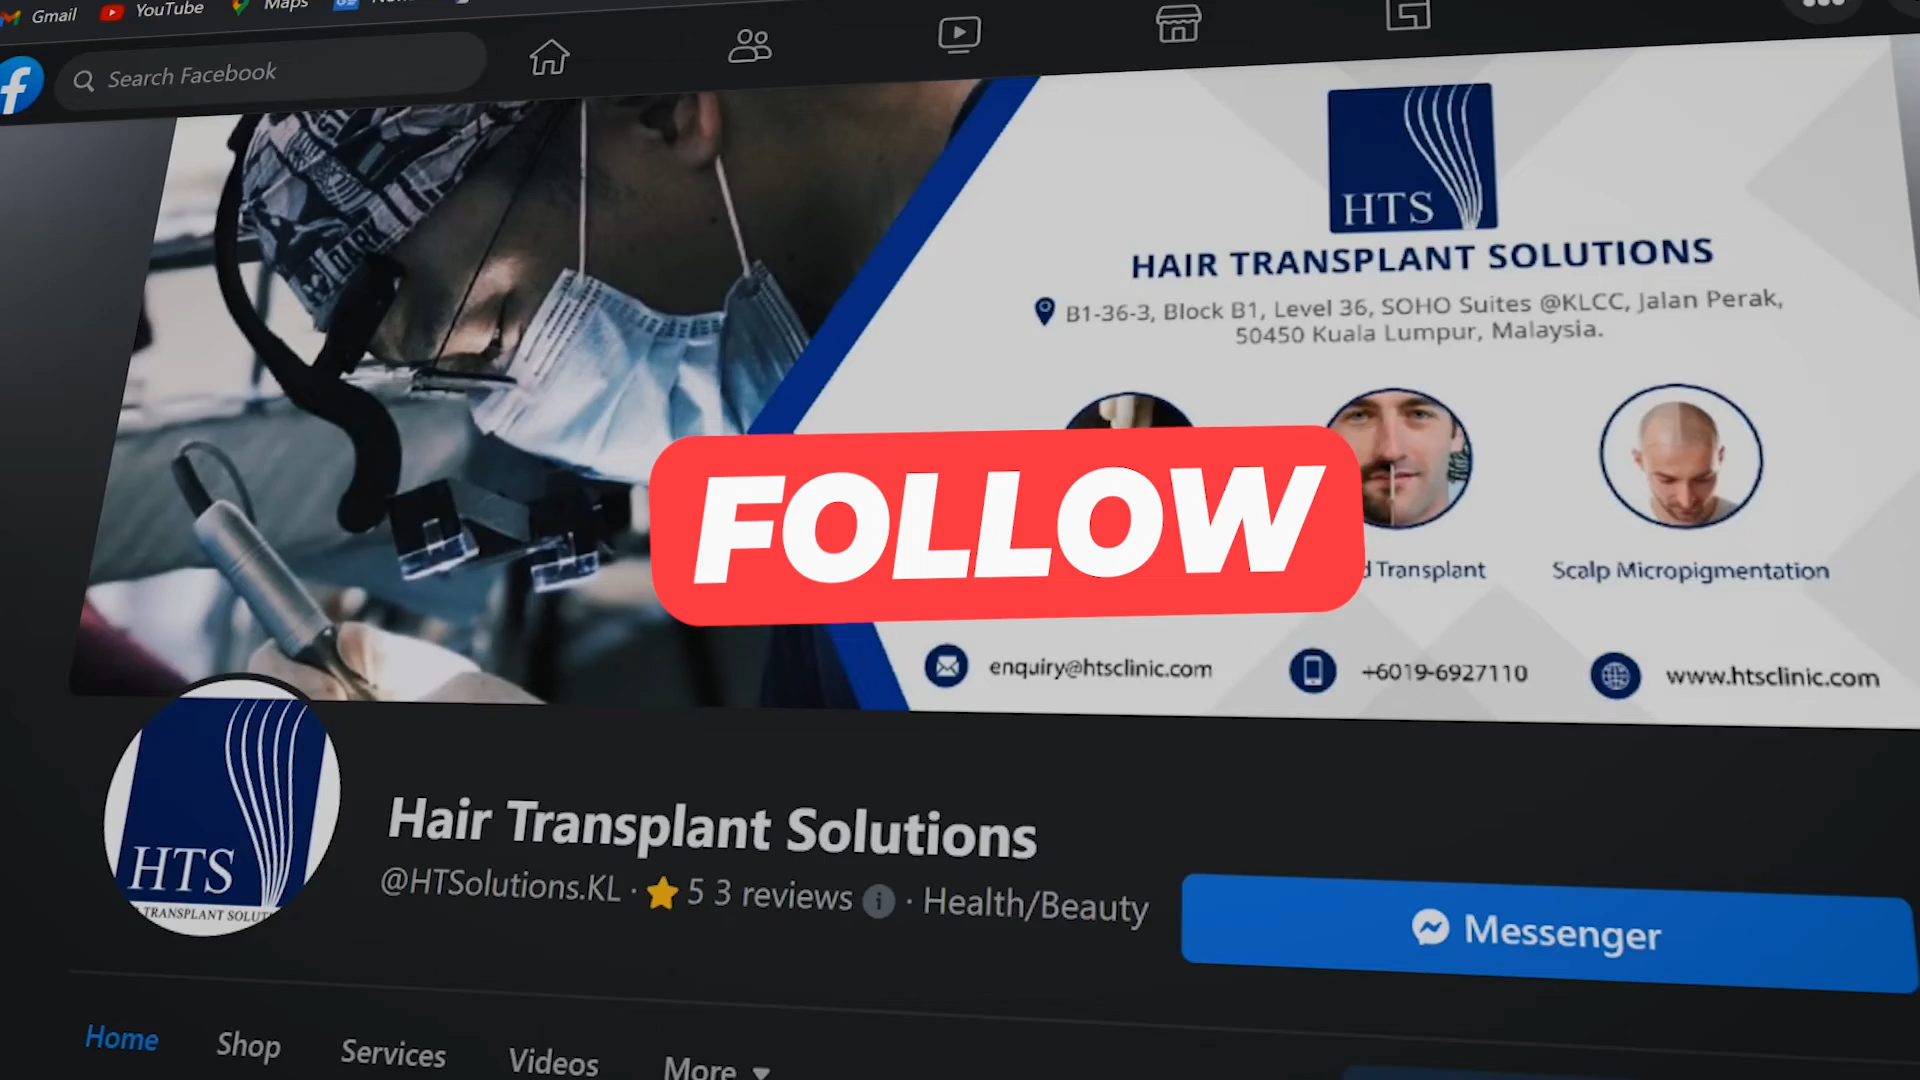 Gmail
YouTube
Maps
Search Facebook
HTS
HAIR TRANSPLANT SOLUTIONS
B1-36-3, Block B1, Level 36, SOHO Suites @KLCC, Jalan Perak,
50450 Kuala Lumpur, Malaysia.
FOLLOW
Transplant
Scalp Micropigmentation
enquiry@htsclinic.com
+6019-6927110
www.htsclinic.com
HTS
TRANSPLANT SOLUT
Hair Transplant Solutions
@HTSolutions.KL · 5 3 reviews · Health/Beauty
Messenger
Home
Shop
Services
Videos
More